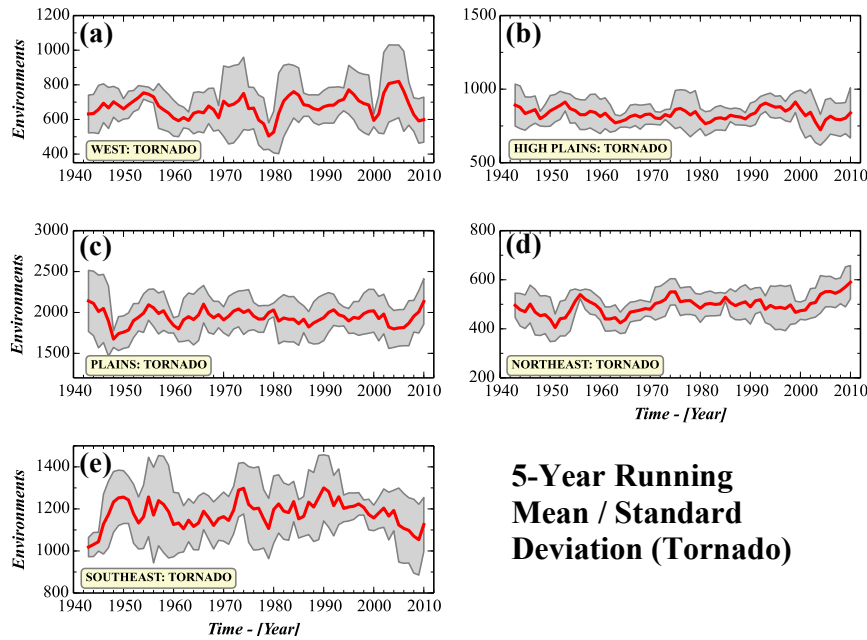 (a)
Environments
1200
1000
800
600
400
WEST: TORNADO
1940 1950 1960 1970 1980 1990 2000 2010
(b)
1500
1000
500
HIGH PLAINS: TORNADO
1940 1950 1960 1970 1980 1990 2000 2010
(c)
Environments
3000
2500
2000
1500
PLAINS: TORNADO
1940 1950 1960 1970 1980 1990 2000 2010
(d)
800
600
400
200
NORTHEAST: TORNADO
1940 1950 1960 1970 1980 1990 2000 2010
Time - [Year]
(e)
Environments
1400
1200
1000
800
SOUTHEAST: TORNADO
1940 1950 1960 1970 1980 1990 2000 2010
Time - [Year]
5-Year Running
Mean / Standard
Deviation (Tornado)